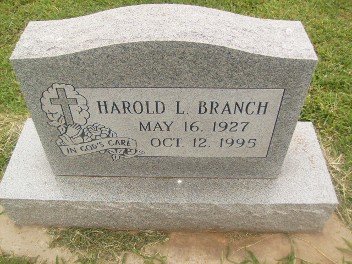 HAROLD L. BRANCH
MAY 16, 1927
OCT. 12, 1995
IN GOD'S CARE